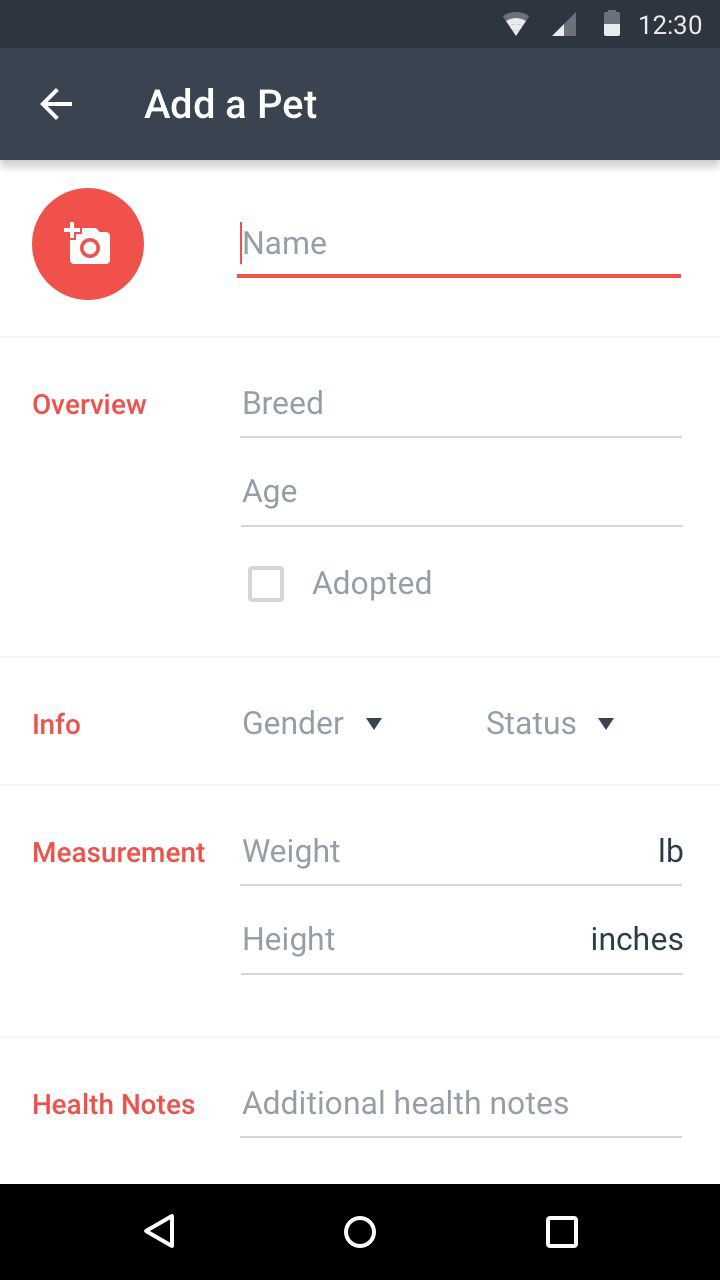 12:30
Add a Pet
Name
Overview Breed
Age
Adopted
Info Gender Status
Measurement Weight lb
Height inches
Health Notes Additional health notes